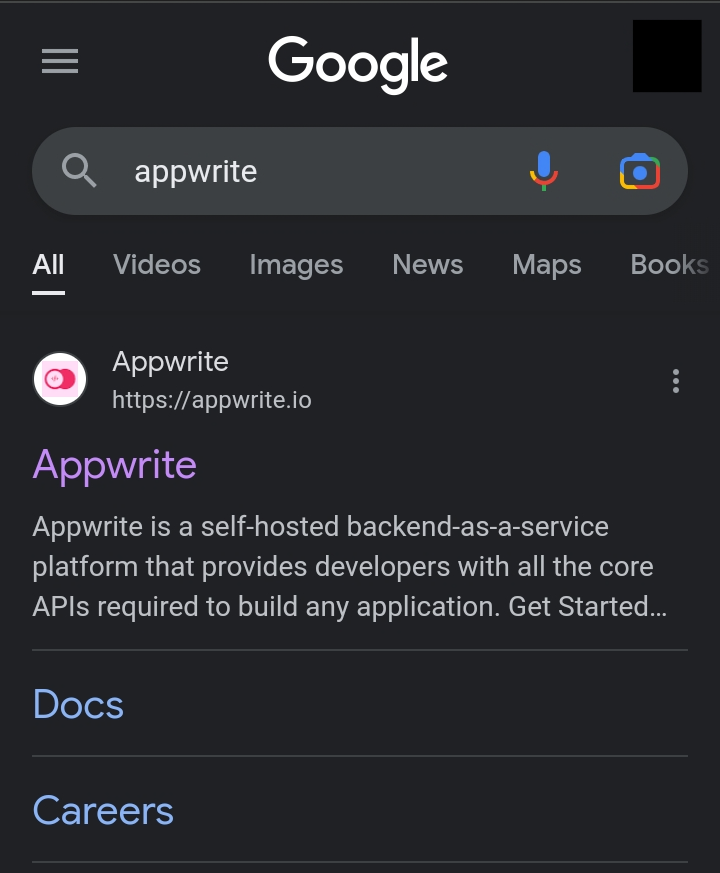 Google
appwrite
All Videos Images News Maps Books
Appwrite
https://appwrite.io
Appwrite
Appwrite is a self-hosted backend-as-a-service
platform that provides developers with all the core
APIs required to build any application. Get Started...
Docs
Careers